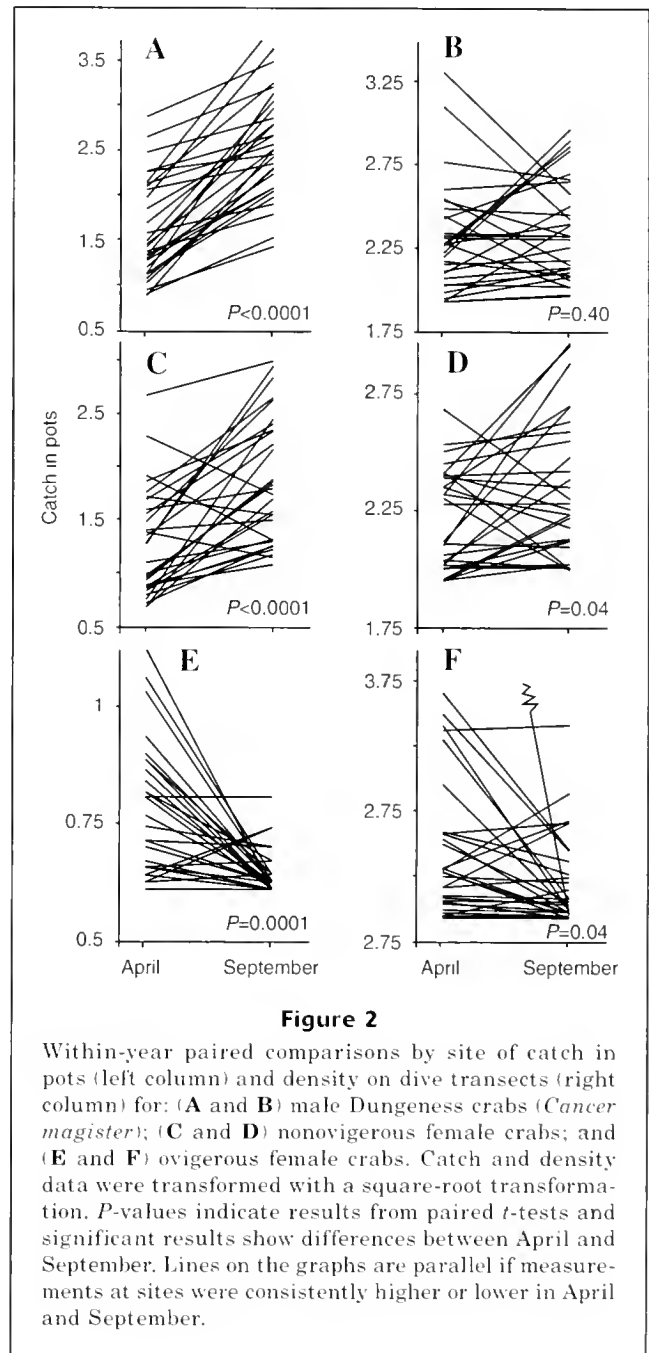 A
B
3.5
2.5
1.5
0.5
P<0.0001
3.25
2.75
2.25
1.75
P=0.40
C
D
Catch in pots
2.5
1.5
0.5
P<0.0001
2.75
2.25
1.75
P=0.04
E
F
1
0.75
0.5
P=0.0001
April
September
3.75
2.75
2.75
P=0.04
April
September
Figure 2
Within-year paired comparisons by site of catch in
pots (left column) and density on dive transects (right
column) for: (A and B) male Dungeness crabs (Cancer
magister); (C and D) nonovigerous female crabs; and
(E and F) ovigerous female crabs. Catch and density
data were transformed with a square-root transforma-
tion. P-values indicate results from paired t-tests and
significant results show differences between April and
September. Lines on the graphs are parallel if measure-
ments at sites were consistently higher or lower in April
and September.